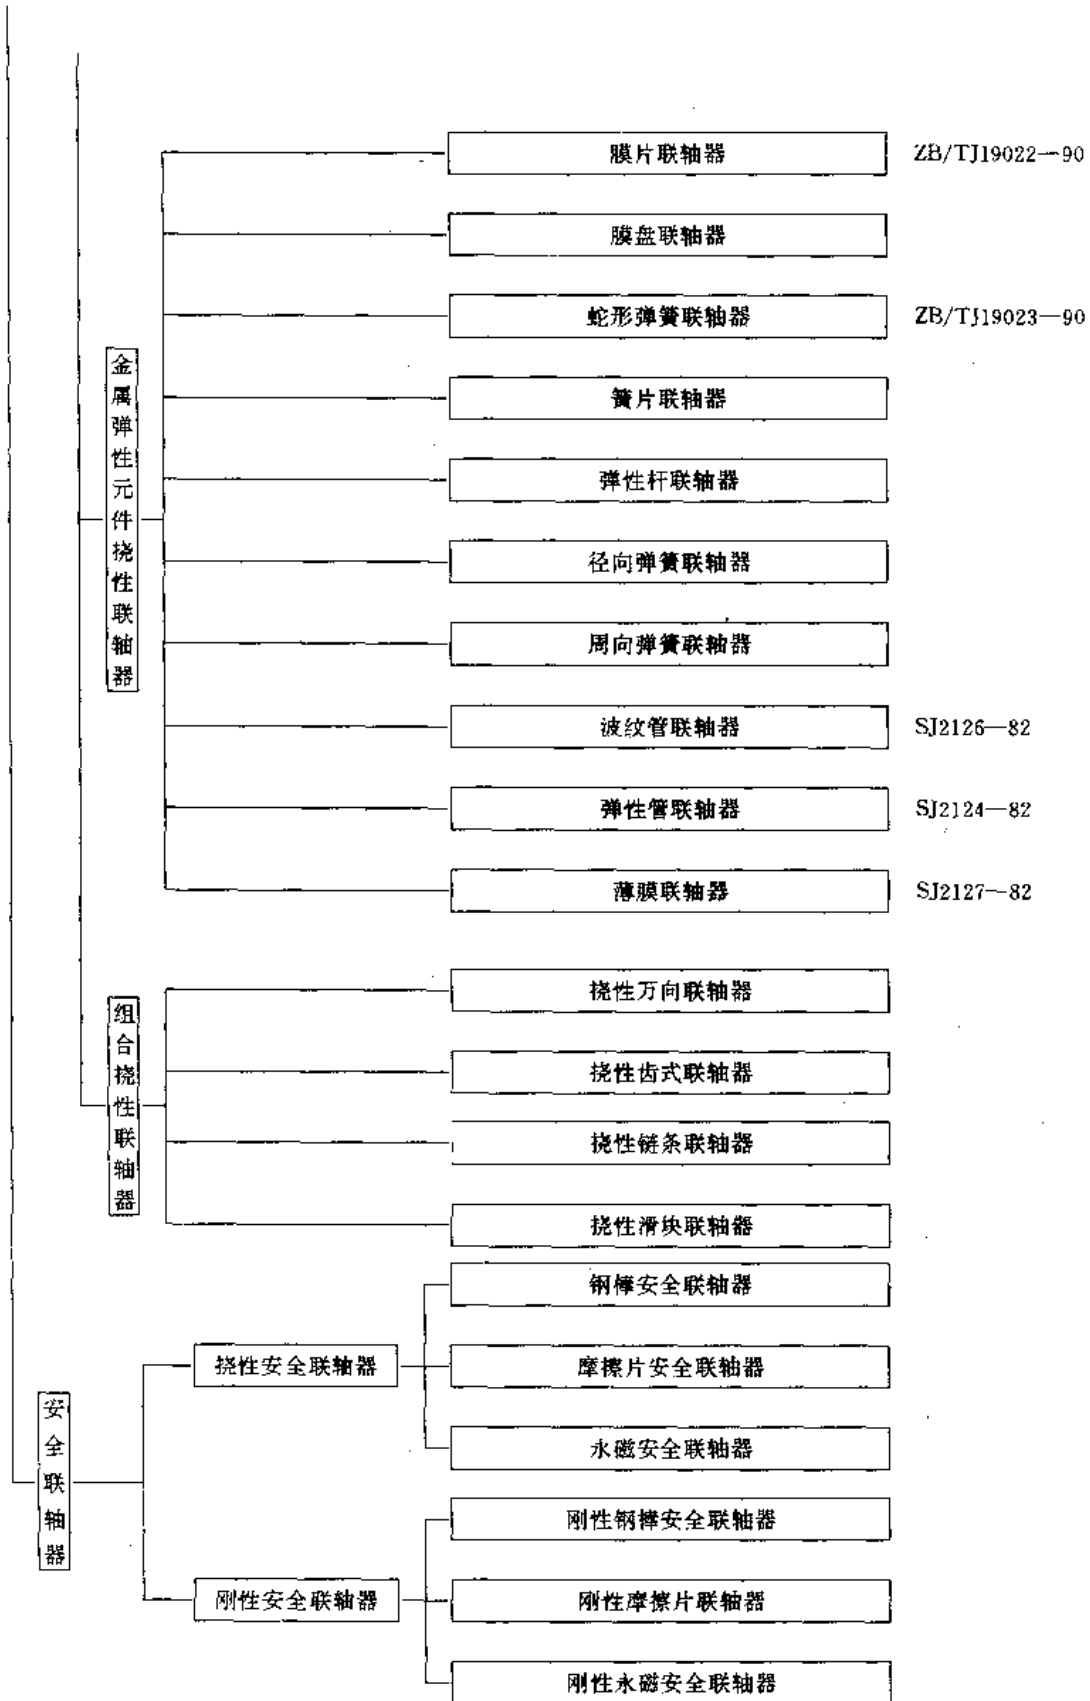 膜片联轴器 ZB/TJ19022—90
膜盘联轴器
蛇形弹簧联轴器 ZB/TJ19023—90
簧片联轴器
弹性杆联轴器
金属弹性元件挠性联轴器
径向弹簧联轴器
周向弹簧联轴器
波纹管联轴器 SJ2126—82
弹性管联轴器 SJ2124—82
薄膜联轴器 SJ2127—82
挠性万向联轴器
挠性齿式联轴器
组合挠性联轴器
挠性链条联轴器
挠性滑块联轴器
钢棒安全联轴器
挠性安全联轴器
摩擦片安全联轴器
永磁安全联轴器
安全联轴器
刚性钢棒安全联轴器
刚性安全联轴器
刚性摩擦片联轴器
刚性永磁安全联轴器